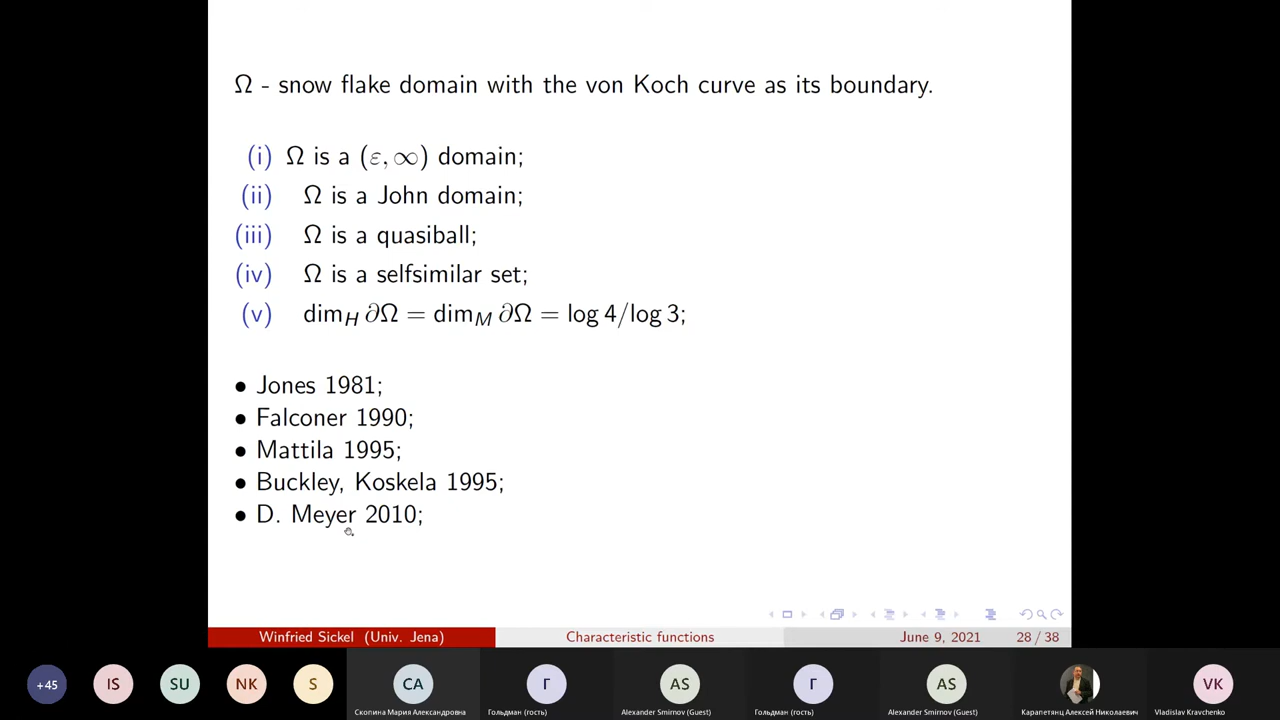 Ω - snow flake domain with the von Koch curve as its boundary.
(i) Ω is a (ε, ∞) domain;
(ii) Ω is a John domain;
(iii) Ω is a quasiball;
(iv) Ω is a selfsimilar set;
(v) dim_H ∂Ω = dim_M ∂Ω = log 4/log 3;
• Jones 1981;
• Falconer 1990;
• Mattila 1995;
• Buckley, Koskela 1995;
• D. Meyer 2010;
Winfried Sickel (Univ. Jena) Characteristic functions June 9, 2021 28 / 38
+45 IS SU NK S CA Г AS Г AS VK
Скопина Мария Александровна Гольдман (гость) Alexander Smirnov (Guest) Гольдман (гость) Alexander Smirnov (Guest) Карапетянц Алексей Николаевич Vladislav Kravchenko